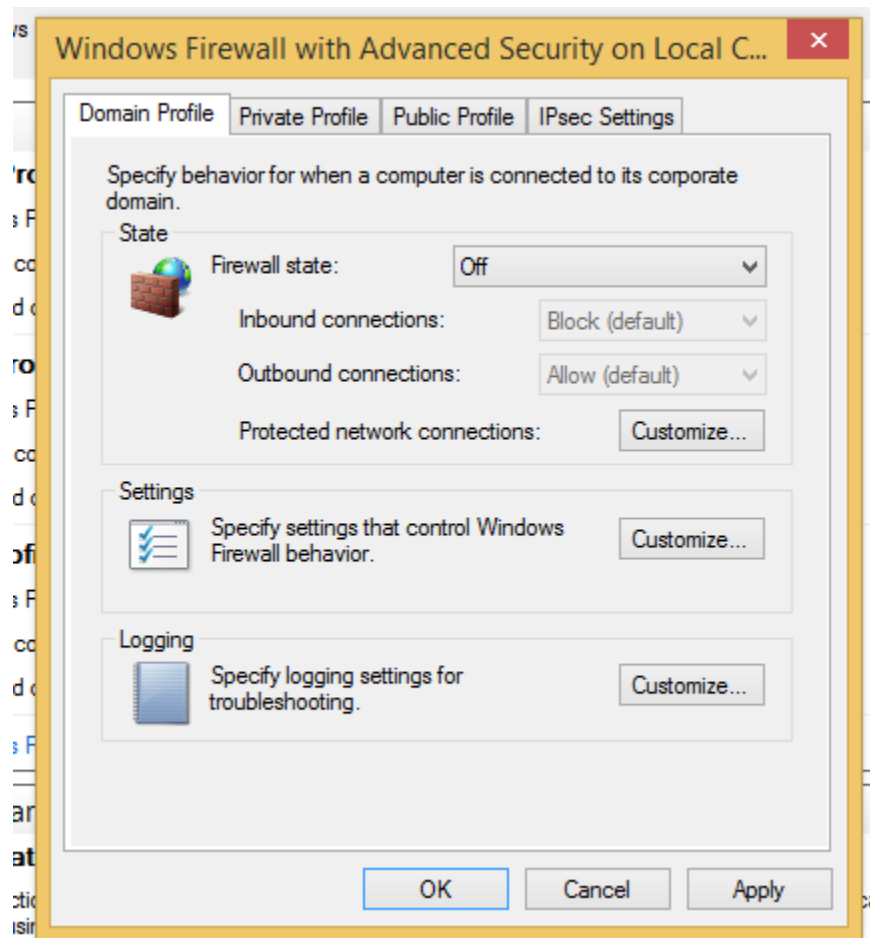 Windows Firewall with Advanced Security on Local C...
Domain Profile
Private Profile
Public Profile
IPsec Settings
Specify behavior for when a computer is connected to its corporate
domain.
State
Firewall state:
Off
Inbound connections:
Block (default)
Outbound connections:
Allow (default)
Protected network connections:
Customize...
Settings
Specify settings that control Windows
Firewall behavior.
Customize...
Logging
Specify logging settings for
troubleshooting.
Customize...
OK
Cancel
Apply